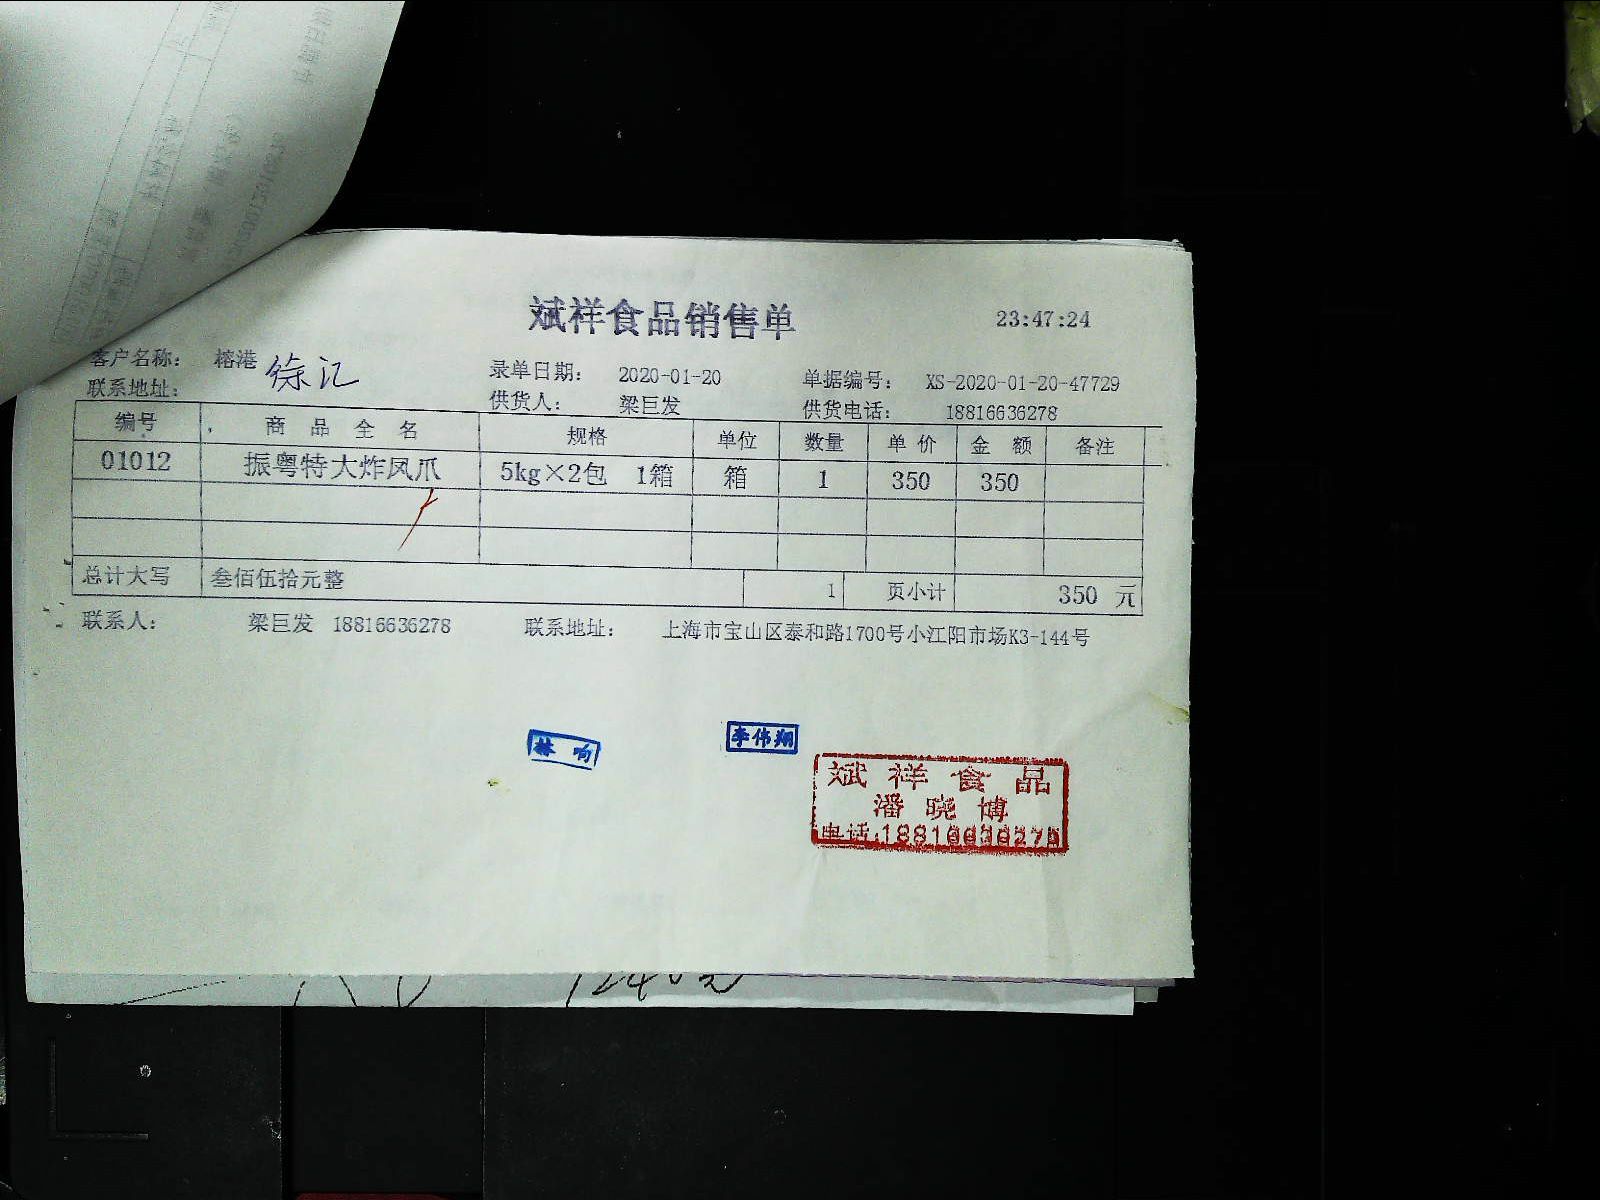 斌祥食品销售单
23:47:24
客户名称： 榕港 徐记
录单日期： 2020-01-20
单据编号： XS-2020-01-20-47729
联系地址：
供货人： 梁巨发
供货电话： 18816636278
编号 商品全名 规格 单位 数量 单价 金额 备注
01012 振粤特大炸凤爪 5kg×2包 1箱 箱 1 350 350
总计大写 叁佰伍拾元整 1 页小计 350 元
联系人： 梁巨发 18816636278 联系地址： 上海市宝山区泰和路1700号小江阳市场K3-144号
林响
李伟翔
斌祥食品
潘晓博
电话:18816636278